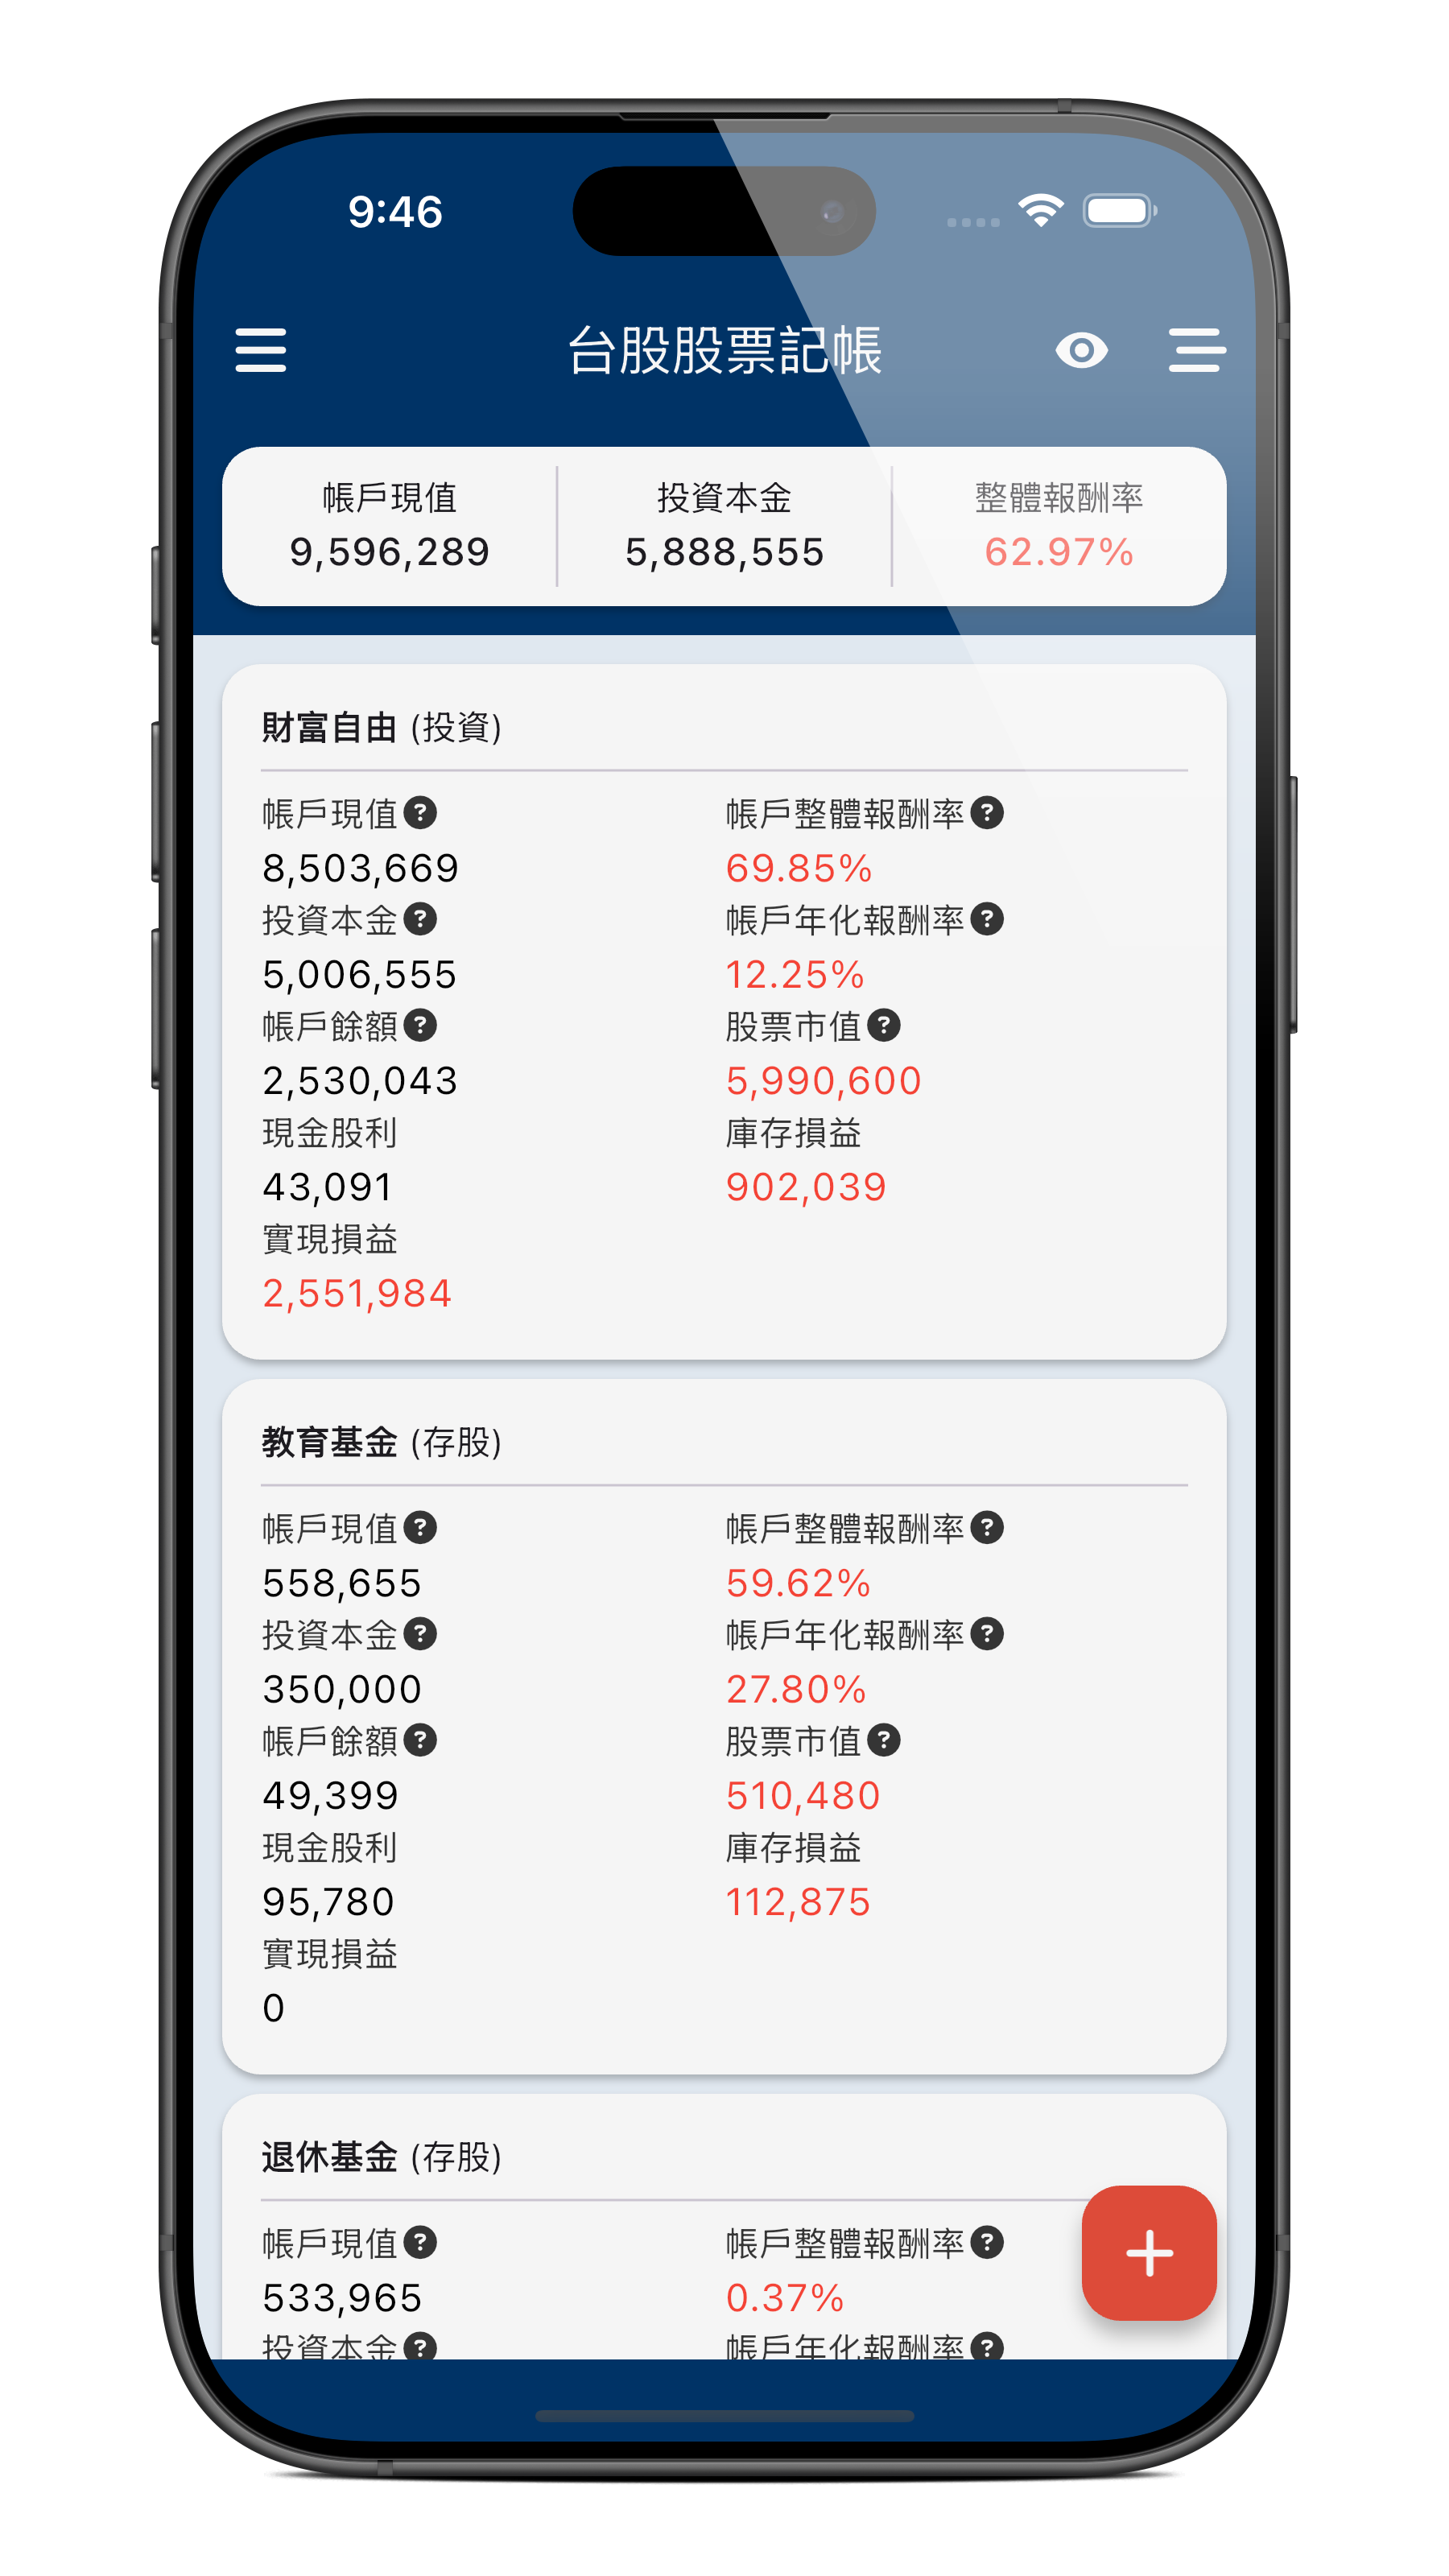 9:46
台股股票記帳
帳戶現值 投資本金 整體報酬率
9,596,289 5,888,555 62.97%
財富自由 (投資)
帳戶現值 ? 帳戶整體報酬率 ?
8,503,669 69.85%
投資本金 ? 帳戶年化報酬率 ?
5,006,555 12.25%
帳戶餘額 ? 股票市值 ?
2,530,043 5,990,600
現金股利 庫存損益
43,091 902,039
實現損益
2,551,984
教育基金 (存股)
帳戶現值 ? 帳戶整體報酬率 ?
558,655 59.62%
投資本金 ? 帳戶年化報酬率 ?
350,000 27.80%
帳戶餘額 ? 股票市值 ?
49,399 510,480
現金股利 庫存損益
95,780 112,875
實現損益
0
退休基金 (存股)
帳戶現值 ? 帳戶整體報酬率 ?
533,965 0.37%
投資本金 ? 帳戶年化報酬率 ?